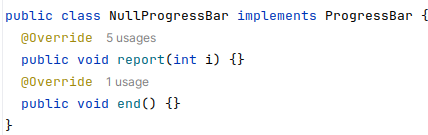 public class NullProgressBar implements ProgressBar {
@Override 5 usages
public void report(int i) {}
@Override 1 usage
public void end() {}
}